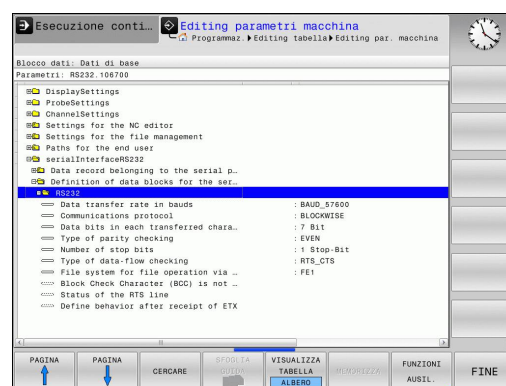 Esecuzione conti…
Editing parametri macchina
Programmaz. Editing tabella Editing par. macchina
Blocco dati: Dati di base
Parametri: RS232.106700
DisplaySettings
ProbeSettings
ChannelSettings
Settings for the NC editor
Settings for the file management
Paths for the end user
serialInterfaceRS232
Data record belonging to the serial p…
Definition of data blocks for the ser…
RS232
Data transfer rate in bauds : BAUD_57600
Communications protocol : BLOCKWISE
Data bits in each transferred chara… : 7 Bit
Type of parity checking : EVEN
Number of stop bits : 1 Stop-Bit
Type of data-flow checking : RTS_CTS
File system for file operation via … : FE1
Block Check Character (BCC) is not …
Status of the RTS line
Define behavior after receipt of ETX
PAGINA
PAGINA
CERCARE
SFOGLIA
GUIDA
VISUALIZZA
TABELLA
ALBERO
MEMORIZZA
FUNZIONI
AUSIL.
FINE